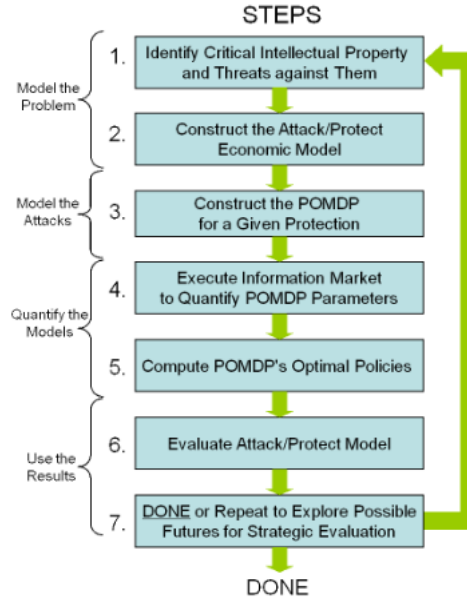 STEPS
Model the
Problem
1.
Identify Critical Intellectual Property
and Threats against Them
2.
Construct the Attack/Protect
Economic Model
Model the
Attacks
3.
Construct the POMDP
for a Given Protection
Quantify the
Models
4.
Execute Information Market
to Quantify POMDP Parameters
5.
Compute POMDP's Optimal Policies
Use the
Results
6.
Evaluate Attack/Protect Model
7.
DONE or Repeat to Explore Possible
Futures for Strategic Evaluation
DONE